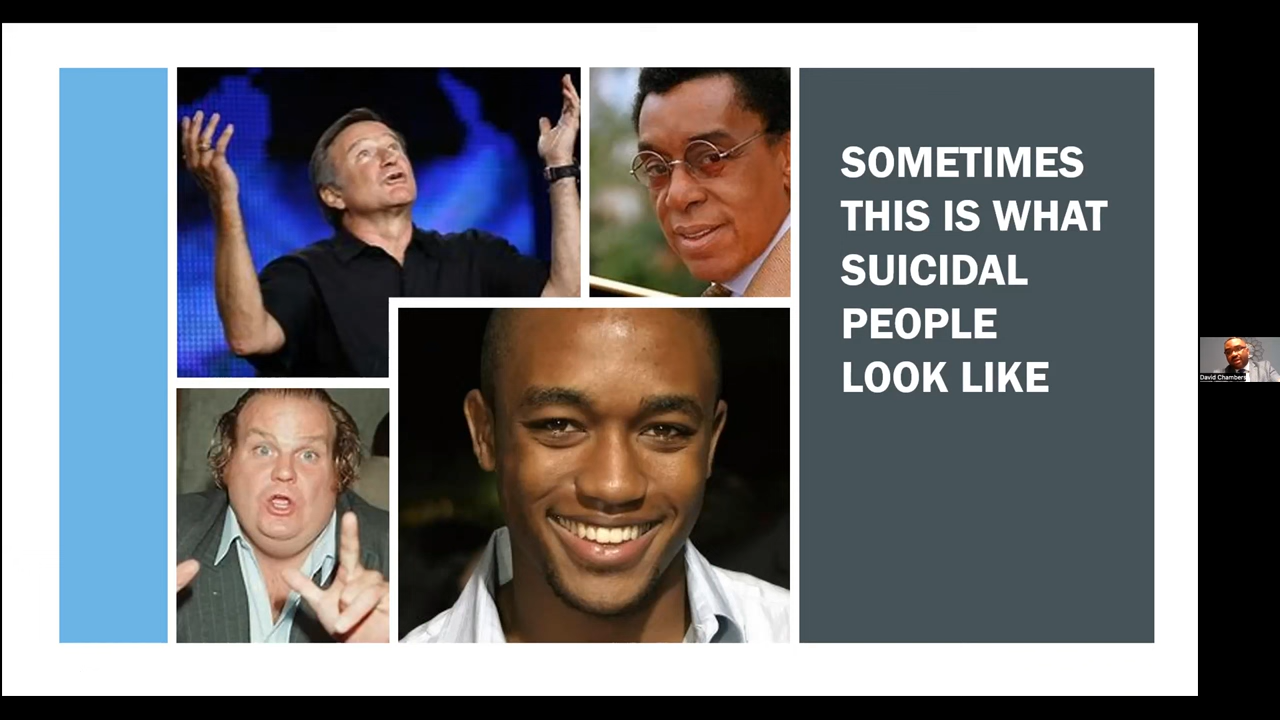 SOMETIMES
THIS IS WHAT
SUICIDAL
PEOPLE
LOOK LIKE
David Chambers